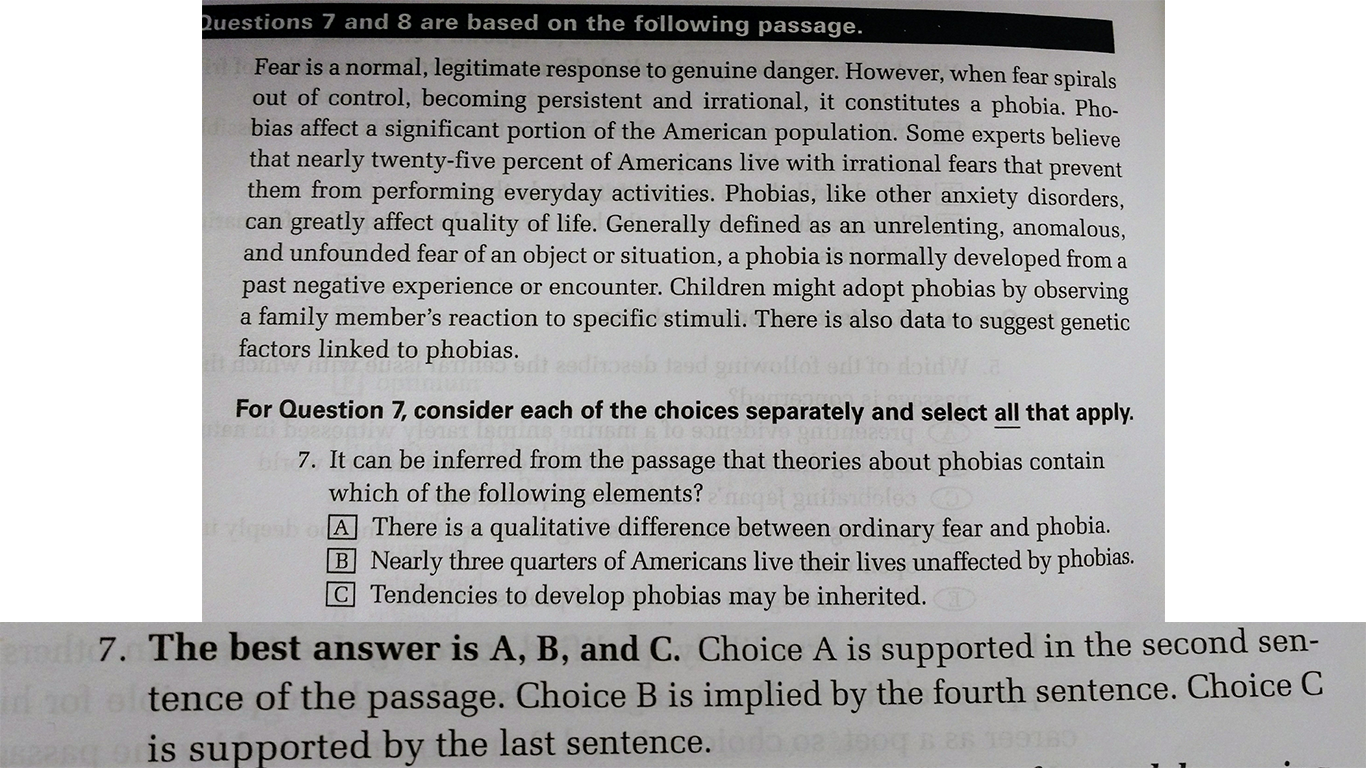 Questions 7 and 8 are based on the following passage.
Fear is a normal, legitimate response to genuine danger. However, when fear spirals
out of control, becoming persistent and irrational, it constitutes a phobia. Pho-
bias affect a significant portion of the American population. Some experts believe
that nearly twenty-five percent of Americans live with irrational fears that prevent
them from performing everyday activities. Phobias, like other anxiety disorders,
can greatly affect quality of life. Generally defined as an unrelenting, anomalous,
and unfounded fear of an object or situation, a phobia is normally developed from a
past negative experience or encounter. Children might adopt phobias by observing
a family member's reaction to specific stimuli. There is also data to suggest genetic
factors linked to phobias.
For Question 7, consider each of the choices separately and select all that apply.
7. It can be inferred from the passage that theories about phobias contain
which of the following elements?
A There is a qualitative difference between ordinary fear and phobia.
B Nearly three quarters of Americans live their lives unaffected by phobias.
C Tendencies to develop phobias may be inherited.
7. The best answer is A, B, and C. Choice A is supported in the second sen-
tence of the passage. Choice B is implied by the fourth sentence. Choice C
is supported by the last sentence.